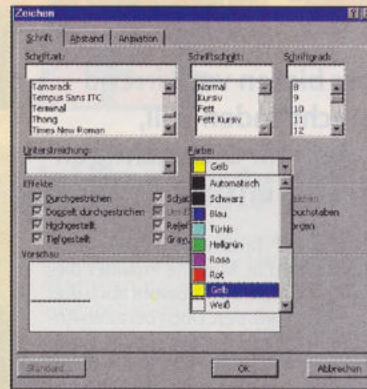 Zeichen
Schrift Abstand Animation
Schriftart: Schriftschnitt: Schriftgrad:
Tamarack Normal 8
Tempus Sans ITC Kursiv 9
Terminal Fett 10
Thong Fett Kursiv 11
Times New Roman 12
Unterstreichung: Farbe:
Gelb
Effekte
Automatisch
Durchgestrichen Schwarz
Doppelt durchgestrichen Blau
Hochgestellt Türkis
Tiefgestellt Hellgrün
Vorschau Rosa
Rot
Gelb
Weiß
Standard... OK Abbrechen